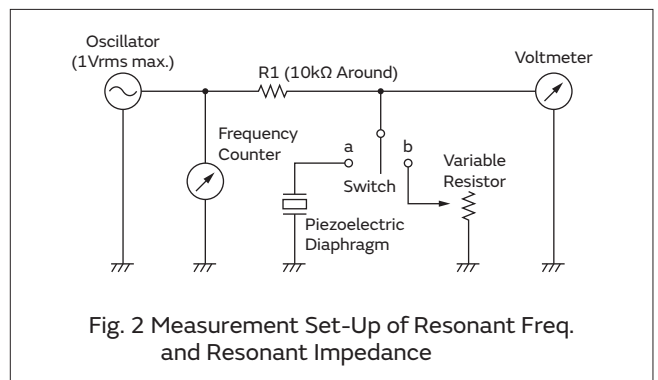 Oscillator
(1Vrms max.)
R1 (10kΩ Around)
Voltmeter
Frequency
Counter
a
b
Switch
Variable
Resistor
Piezoelectric
Diaphragm
Fig. 2 Measurement Set-Up of Resonant Freq.
and Resonant Impedance